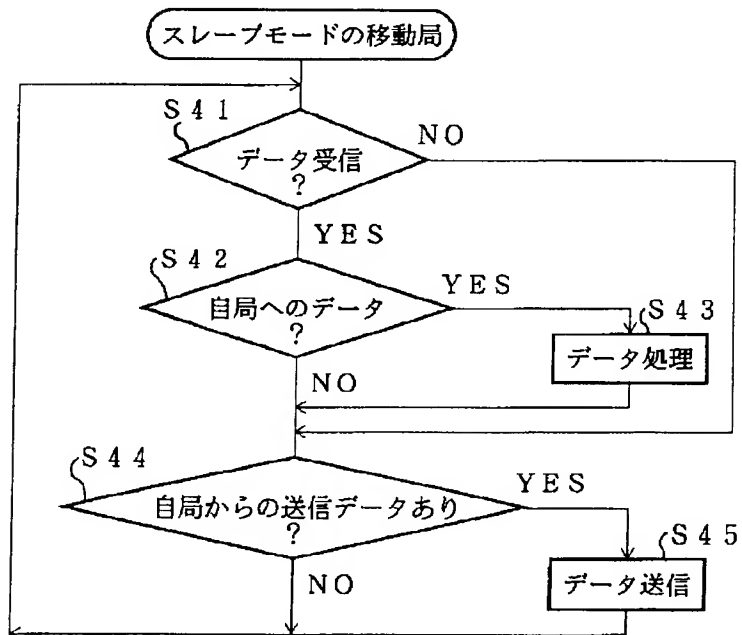 スレーブモードの移動局
S41
データ受信
?
NO
YES
S42
自局へのデータ
?
YES
S43
データ処理
NO
S44
自局からの送信データあり
?
YES
S45
データ送信
NO